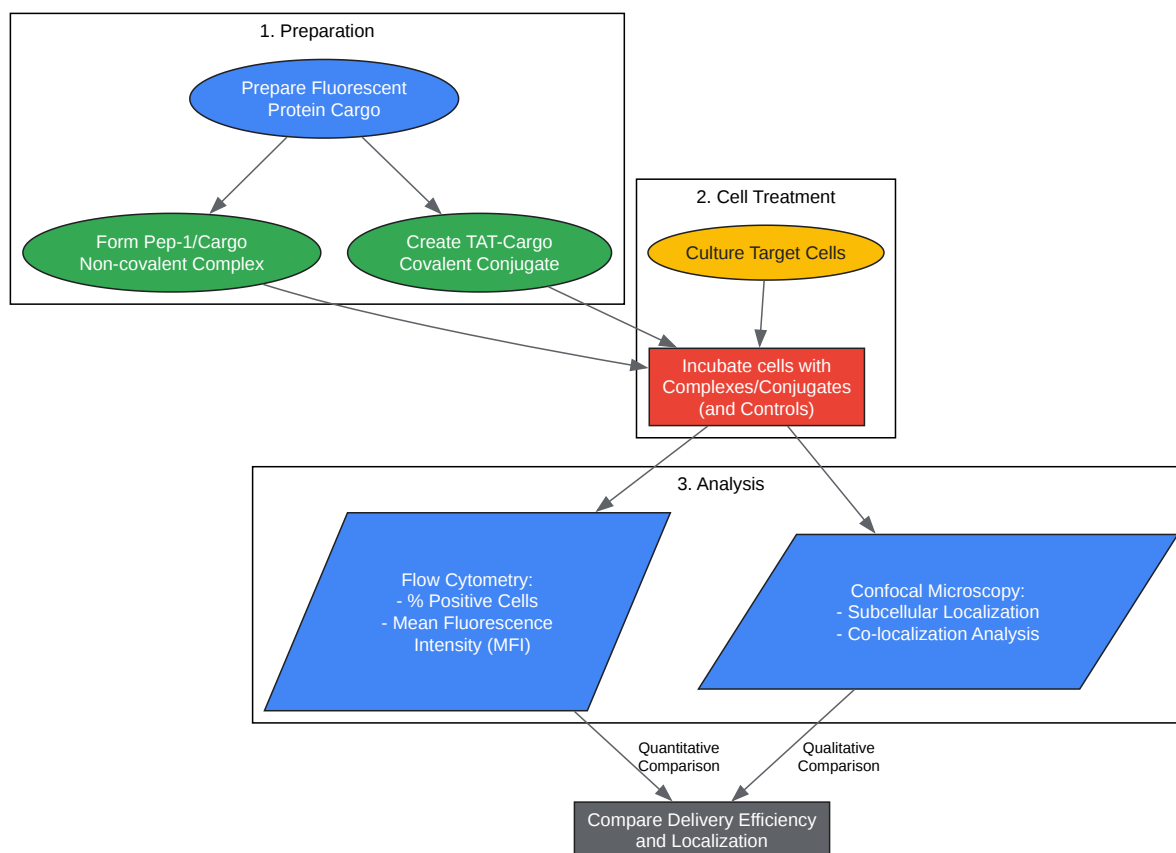 1. Preparation
Prepare Fluorescent
Protein Cargo
Form Pep-1/Cargo
Non-covalent Complex
Create TAT-Cargo
Covalent Conjugate
2. Cell Treatment
Culture Target Cells
Incubate cells with
Complexes/Conjugates
(and Controls)
3. Analysis
Flow Cytometry:
- % Positive Cells
- Mean Fluorescence
Intensity (MFI)
Confocal Microscopy:
- Subcellular Localization
- Co-localization Analysis
Quantitative
Comparison
Qualitative
Comparison
Compare Delivery Efficiency
and Localization